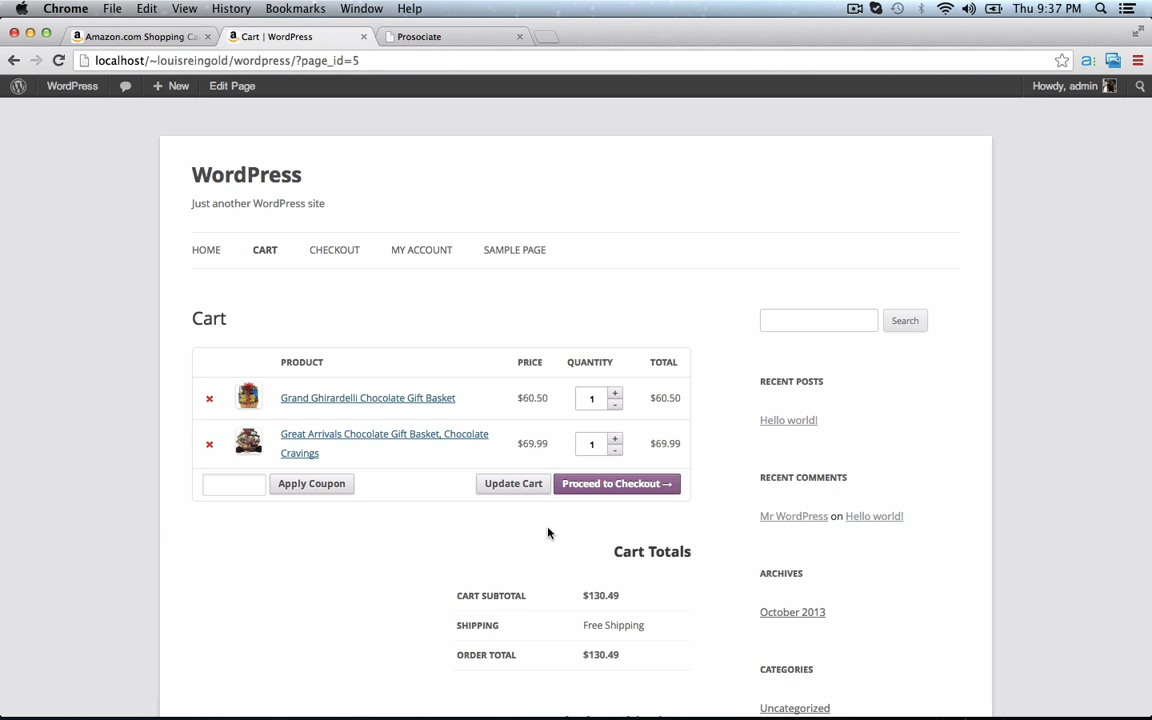 Chrome File Edit View History Bookmarks Window Help Thu 9:37 PM
Amazon.com Shopping Ca Cart | WordPress Prosociate
localhost/~louisreingold/wordpress/?page_id=5
WordPress + New Edit Page Howdy, admin
WordPress
Just another WordPress site
HOME CART CHECKOUT MY ACCOUNT SAMPLE PAGE
Cart
Search
PRODUCT PRICE QUANTITY TOTAL
Grand Ghirardelli Chocolate Gift Basket $60.50 1 + - $60.50
Great Arrivals Chocolate Gift Basket, Chocolate
Cravings $69.99 1 + - $69.99
Apply Coupon Update Cart Proceed to Checkout →
Cart Totals
CART SUBTOTAL $130.49
SHIPPING Free Shipping
ORDER TOTAL $130.49
RECENT POSTS
Hello world!
RECENT COMMENTS
Mr WordPress on Hello world!
ARCHIVES
October 2013
CATEGORIES
Uncategorized